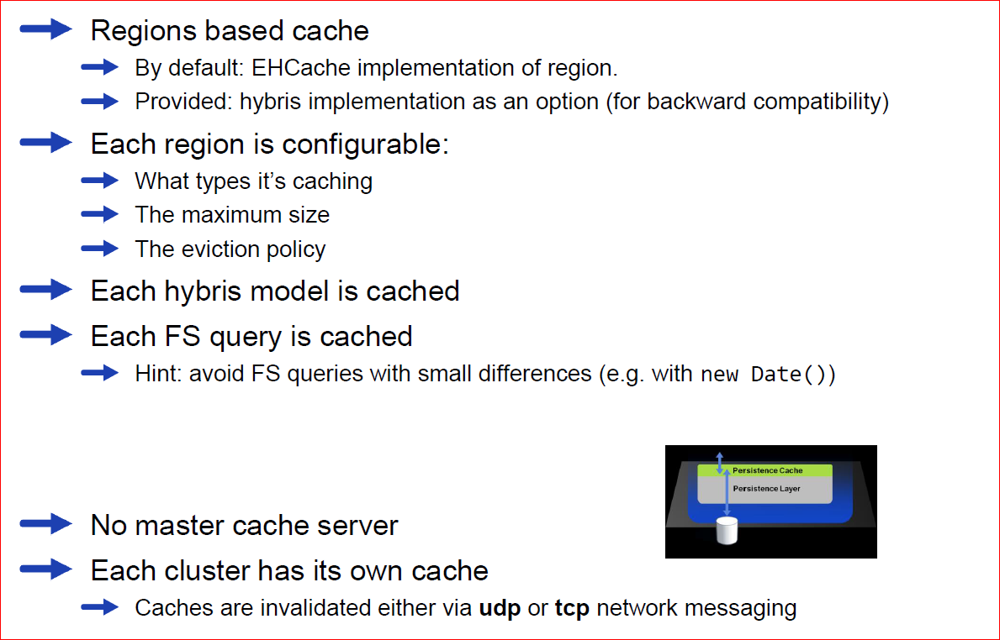 Regions based cache
By default: EHCache implementation of region.
Provided: hybris implementation as an option (for backward compatibility)
Each region is configurable:
What types it’s caching
The maximum size
The eviction policy
Each hybris model is cached
Each FS query is cached
Hint: avoid FS queries with small differences (e.g. with new Date())
Persistence Cache
Persistence Layer
No master cache server
Each cluster has its own cache
Caches are invalidated either via udp or tcp network messaging